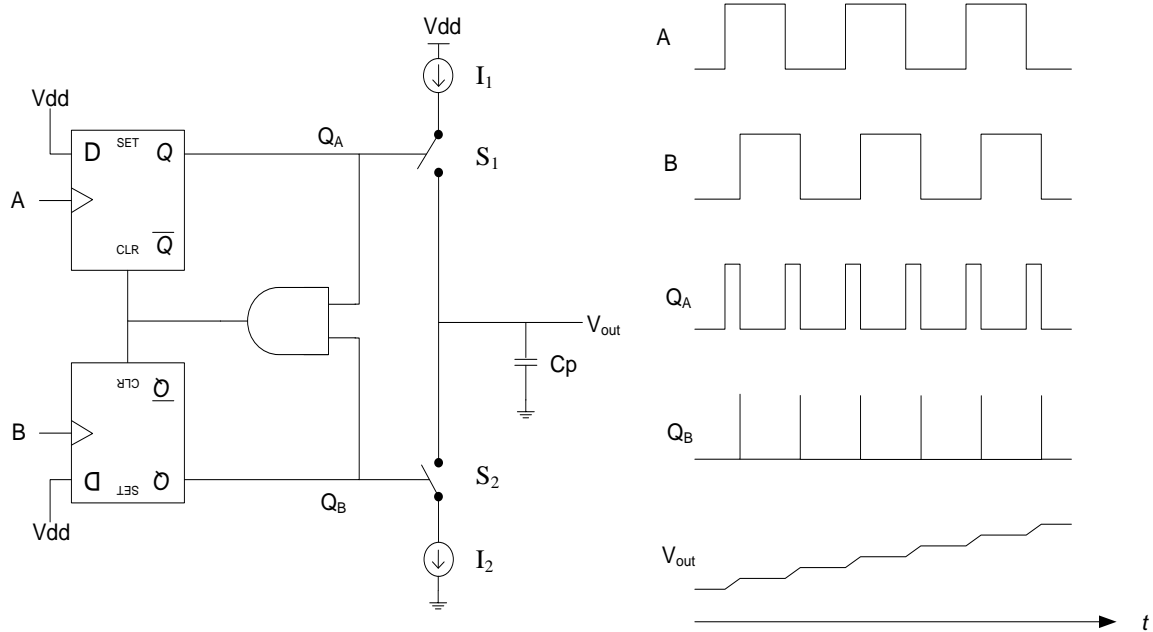 Vdd
I1
Vdd
D SET Q
QA
S1
A
CLR Q
Vout
Cp
CLR Q
B
D SET Q
QB
S2
Vdd
I2
A
B
QA
QB
Vout
t